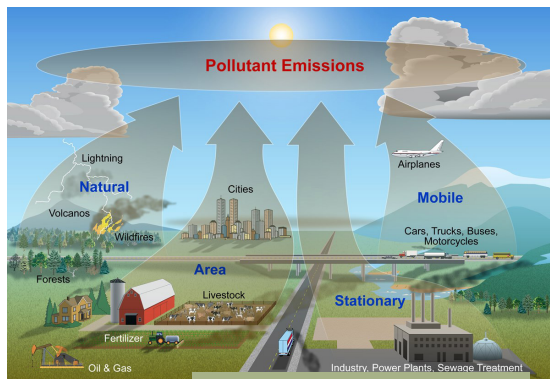 Pollutant Emissions
Lightning
Natural
Volcanos
Wildfires
Forests
Cities
Airplanes
Mobile
Cars, Trucks, Buses,
Motorcycles
Area
Livestock
Stationary
Fertilizer
Oil & Gas
Industry, Power Plants, Sewage Treatment